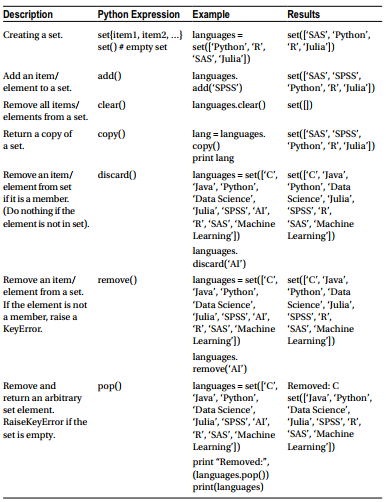 Description Python Expression Example Results
Creating a set. set{item1, item2, …} languages = set([‘SAS’, ‘Python’,
set() # empty set set([‘Python’, ‘R’, ‘R’, ‘Julia’])
‘SAS’, ‘Julia’])
Add an item/ add() languages. set([‘SAS’, ‘SPSS’,
element to a set. add(‘SPSS’) ‘Python’, ‘R’, ‘Julia’])
Remove all items/ clear() languages.clear() set([])
elements from a set.
Return a copy of copy() lang = languages. set([‘SAS’, ‘SPSS’,
a set. copy() ‘Python’, ‘R’, ‘Julia’])
print lang
Remove an item/ discard() languages = set([‘C’, set([‘C’, ‘Java’,
element from set ‘Java’, ‘Python’, ‘Python’, ‘Data
if it is a member. ‘Data Science’, Science’, ‘Julia’,
(Do nothing if the ‘Julia’, ‘SPSS’, ‘AI’, ‘SPSS’, ‘R’,
element is not in set). ‘R’, ‘SAS’, ‘Machine ‘SAS’, ‘Machine
Learning’]) Learning’])
languages.
discard(‘AI’)
Remove an item/ remove() languages = set([‘C’, set([‘C’, ‘Java’,
element from a set. ‘Java’, ‘Python’, ‘Python’, ‘Data
If the element is not ‘Data Science’, Science’, ‘Julia’,
a member, raise a ‘Julia’, ‘SPSS’, ‘AI’, ‘SPSS’, ‘R’,
KeyError. ‘R’, ‘SAS’, ‘Machine ‘SAS’, ‘Machine
Learning’]) Learning’])
languages.
remove(‘AI’)
Remove and pop() languages = set([‘C’, Removed: C
return an arbitrary ‘Java’, ‘Python’, set([‘Java’, ‘Python’,
set element. ‘Data Science’, ‘Data Science’,
RaiseKeyError if the ‘Julia’, ‘SPSS’, ‘AI’, ‘Julia’, ‘SPSS’, ‘R’,
set is empty. ‘R’, ‘SAS’, ‘Machine ‘SAS’, ‘Machine
Learning’]) Learning’])
print “Removed:”,
(languages.pop())
print(languages)